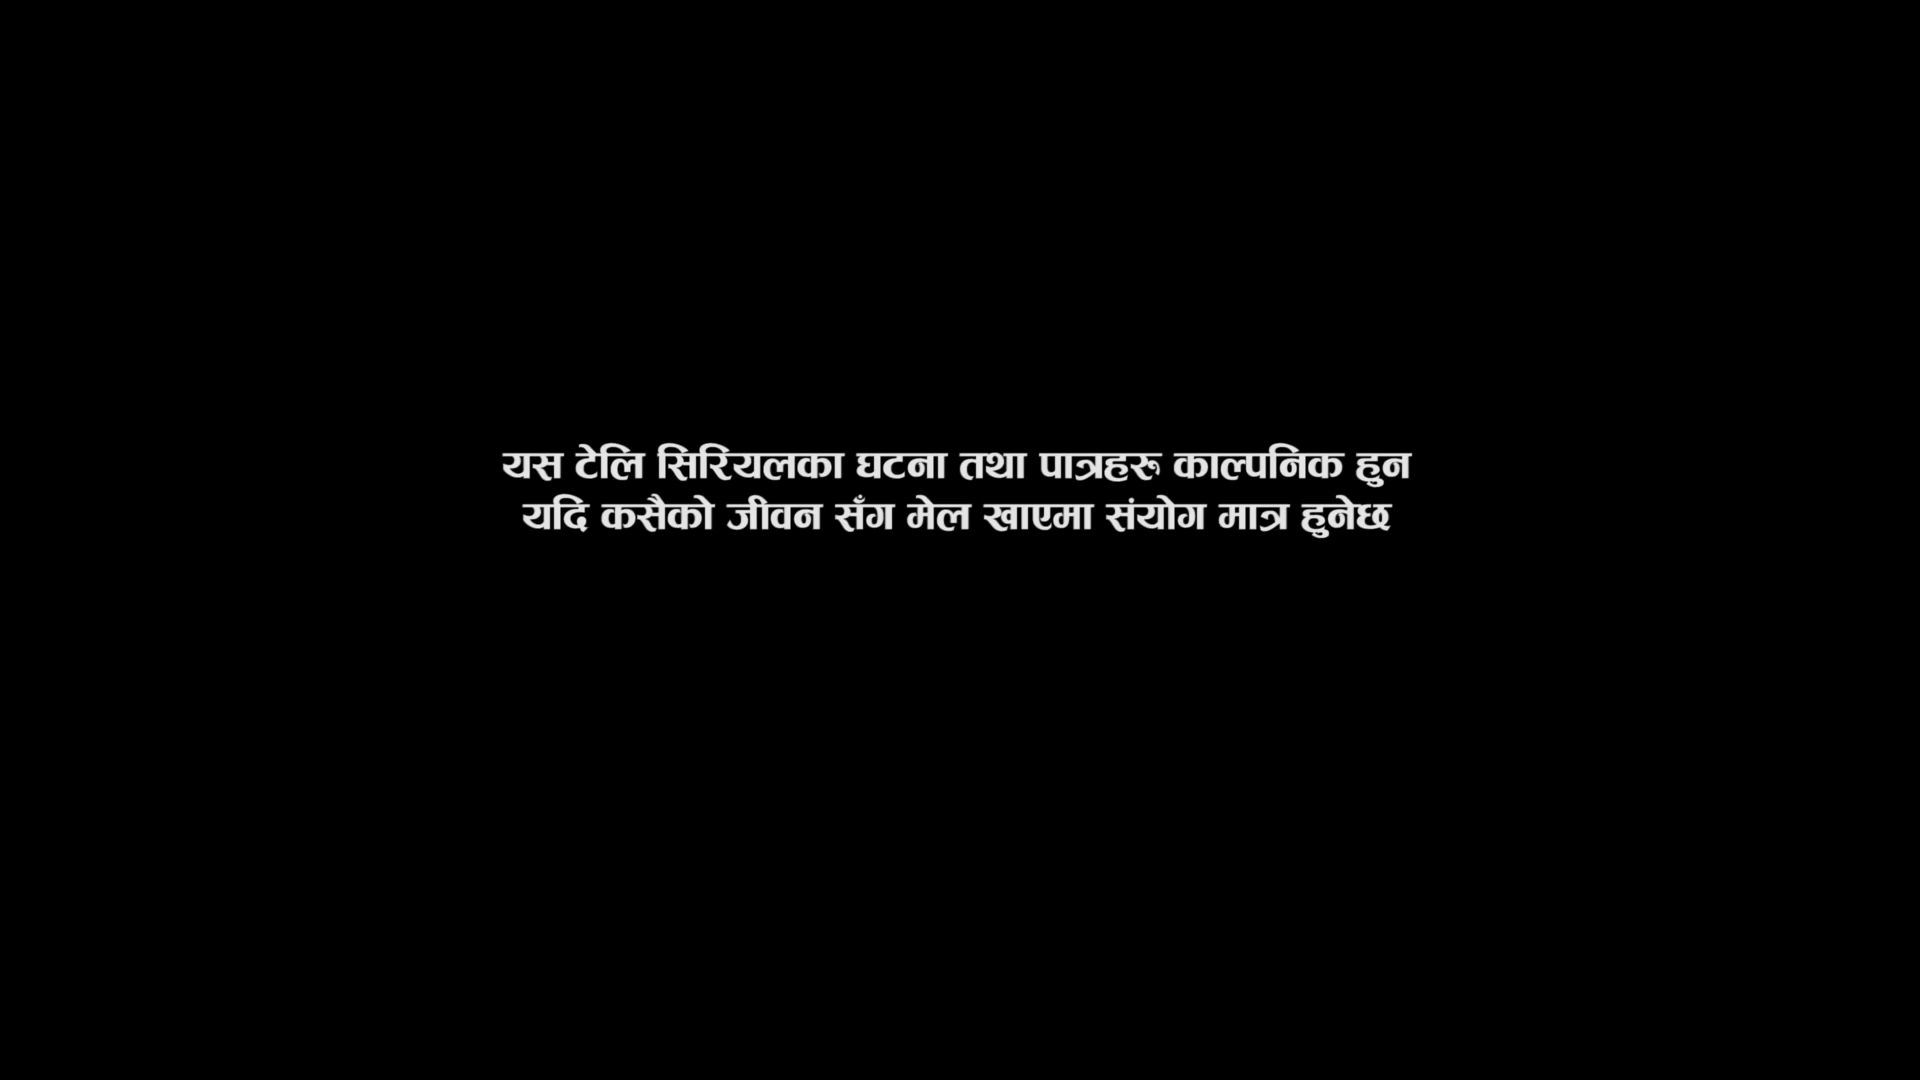 यस टेलि सिरियलका घटना तथा पात्रहरू काल्पनिक हुन
यदि कसैको जीवन सँग मेल खाएमा संयोग मात्र हुनेछ